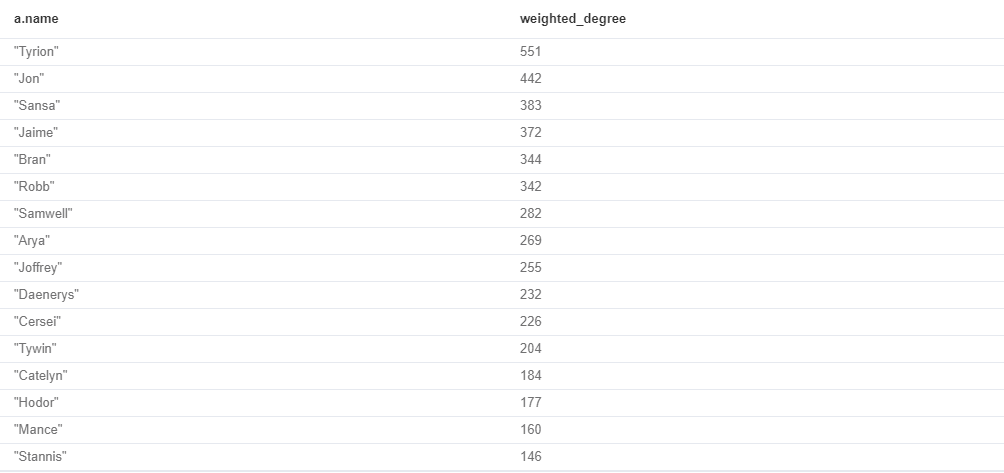 a.name weighted_degree
"Tyrion" 551
"Jon" 442
"Sansa" 383
"Jaime" 372
"Bran" 344
"Robb" 342
"Samwell" 282
"Arya" 269
"Joffrey" 255
"Daenerys" 232
"Cersei" 226
"Tywin" 204
"Catelyn" 184
"Hodor" 177
"Mance" 160
"Stannis" 146